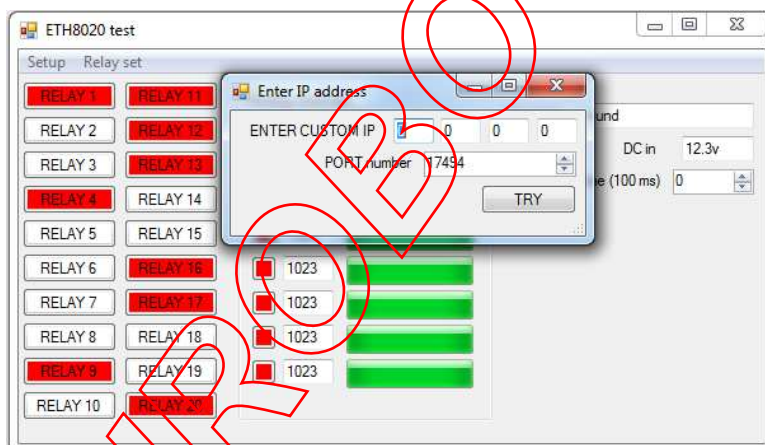 ETH8020 test
Setup Relay set
RELAY 1 RELAY 11
RELAY 2 RELAY 12
RELAY 3 RELAY 13
RELAY 4 RELAY 14
RELAY 5 RELAY 15
RELAY 6 RELAY 16
RELAY 7 RELAY 17
RELAY 8 RELAY 18
RELAY 9 RELAY 19
RELAY 10 RELAY 20
Enter IP address
ENTER CUSTOM IP 0 0 0
PORT number 17494
TRY
und
DC in 12.3v
e (100 ms) 0
1023
1023
1023
1023
ROBO